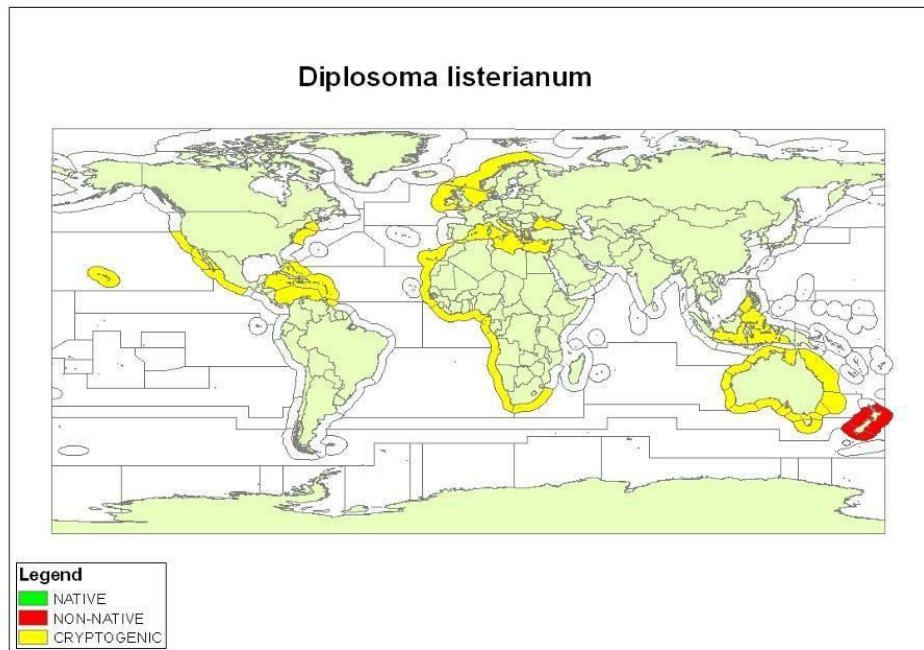 Diplosoma listerianum
Legend
NATIVE
NON-NATIVE
CRYPTOGENIC